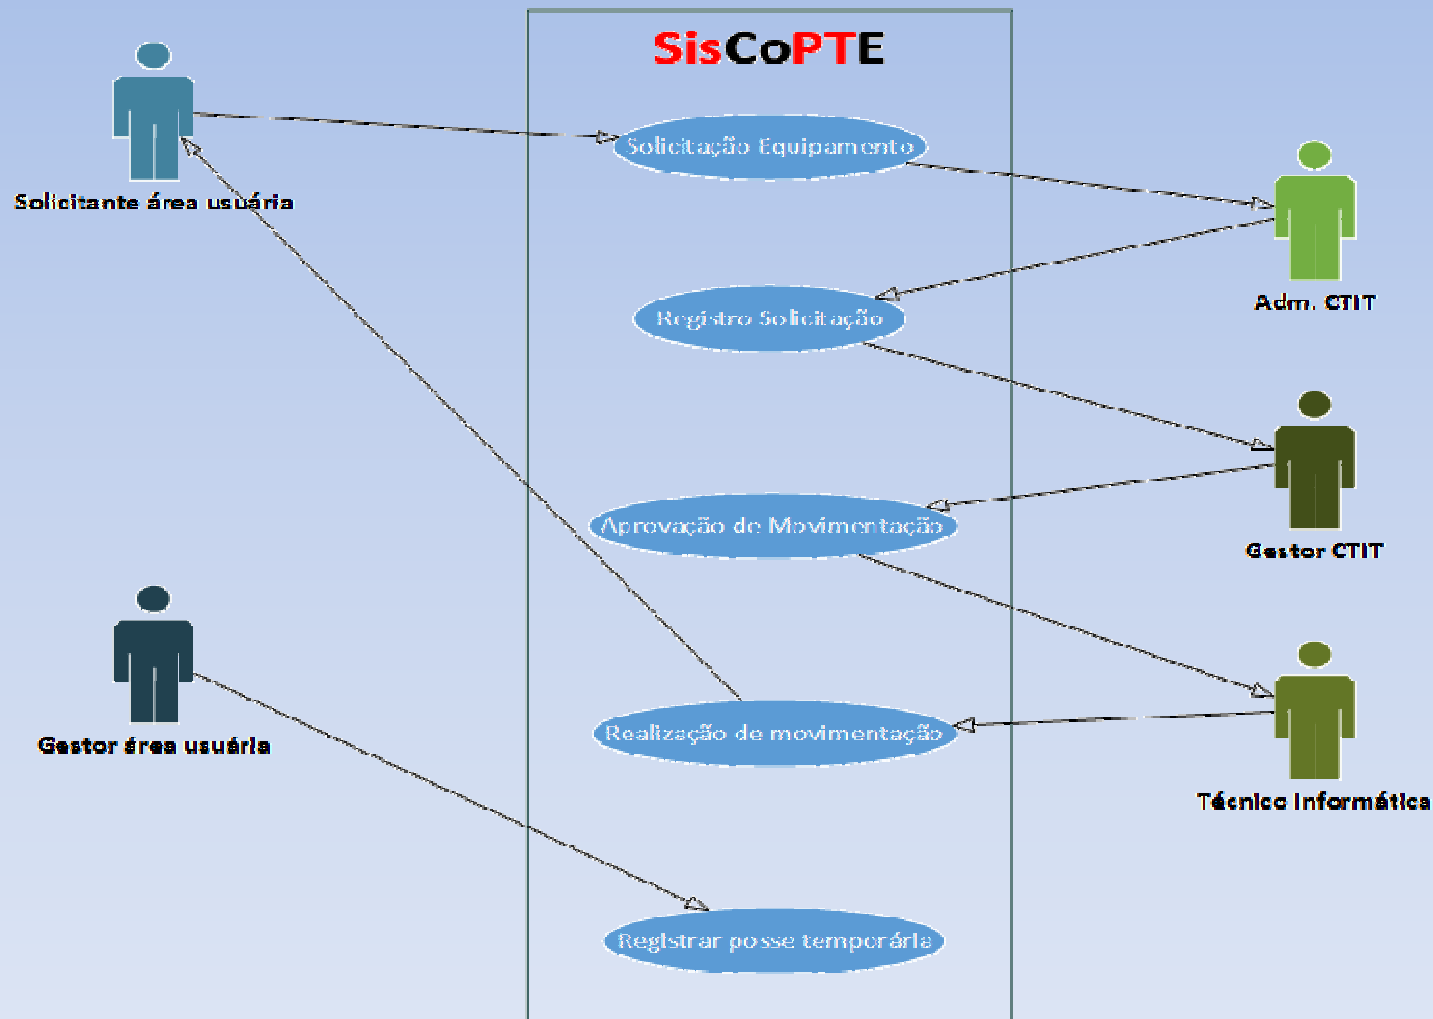 SisCoPTE
Solicitação Equipamento
Solicitante área usuária
Adm. CTIT
Registro Solicitação
Aprovação de Movimentação
Gestor CTIT
Realização de movimentação
Gestor área usuária
Técnico Informática
Registrar posse temporária